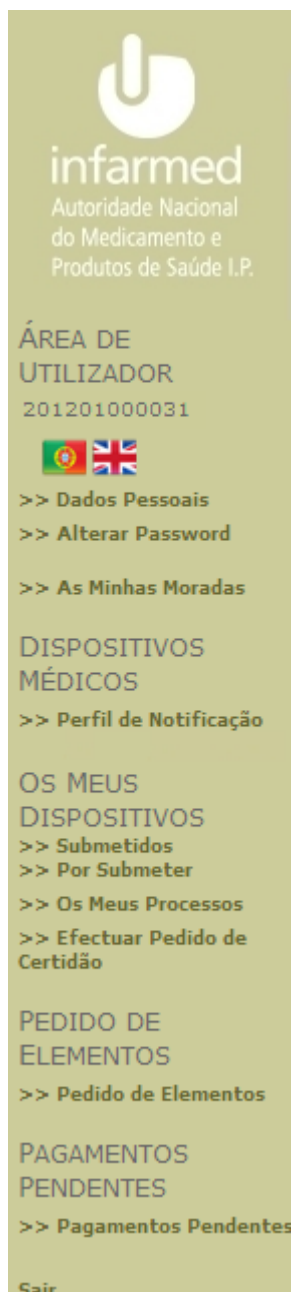 infarmed
Autoridade Nacional
do Medicamento e
Produtos de Saúde I.P.
ÁREA DE
UTILIZADOR
201201000031
>> Dados Pessoais
>> Alterar Password
>> As Minhas Moradas
DISPOSITIVOS
MÉDICOS
>> Perfil de Notificação
OS MEUS
DISPOSITIVOS
>> Submetidos
>> Por Submeter
>> Os Meus Processos
>> Efectuar Pedido de
Certidão
PEDIDO DE
ELEMENTOS
>> Pedido de Elementos
PAGAMENTOS
PENDENTES
>> Pagamentos Pendentes
Sair